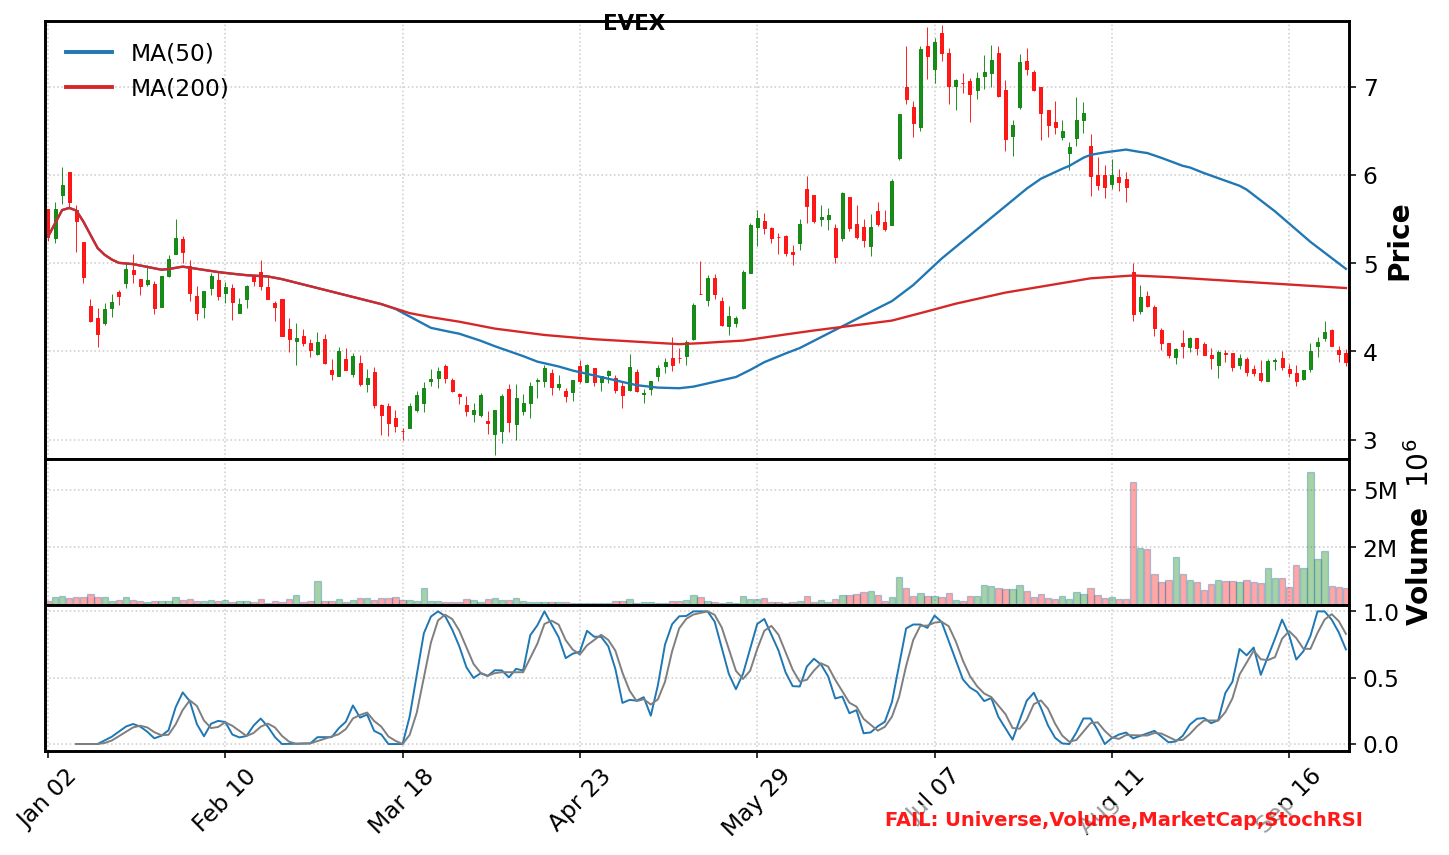 EVEX
MA(50)
MA(200)
7
6
5
4
3
Price
5M
2M
Volume 10^6
1.0
0.5
0.0
Jan 02
Feb 10
Mar 18
Apr 23
May 29
Jul 07
Aug 11
Sep 16
FAIL: Universe,Volume,MarketCap,StochRSI